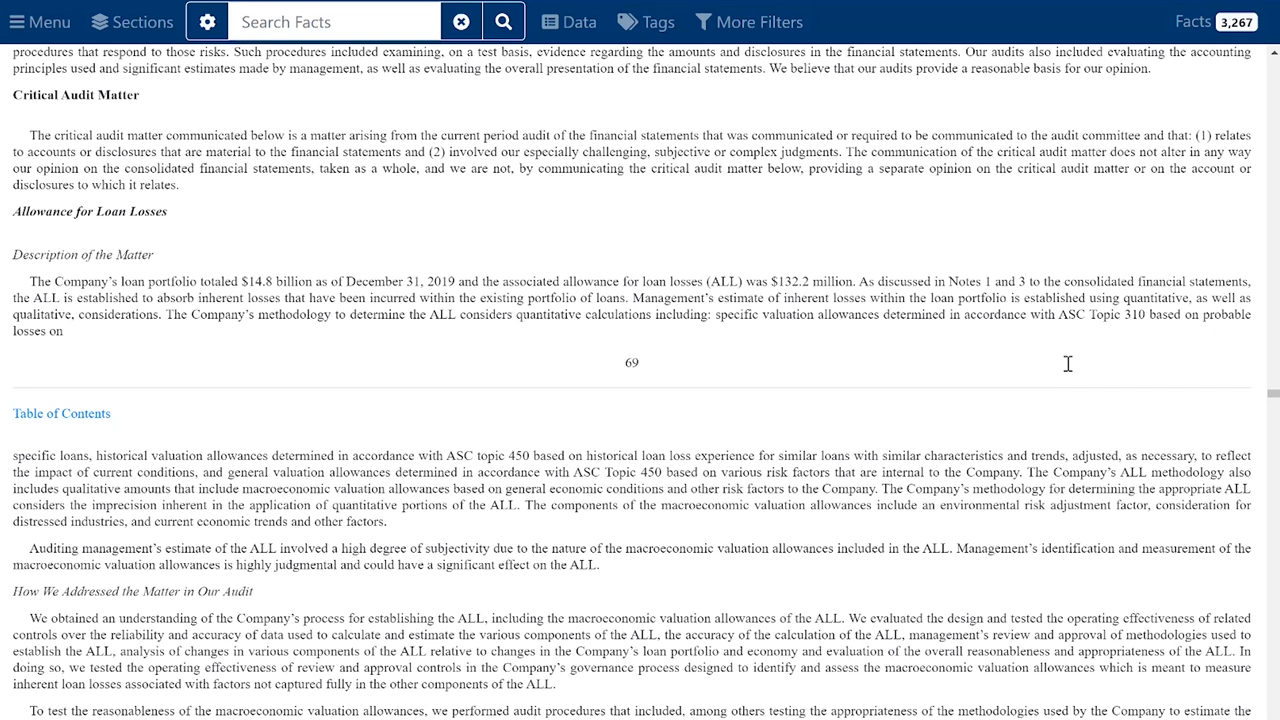 Menu Sections Search Facts Data Tags More Filters Facts 3,267
procedures that respond to those risks. Such procedures included examining, on a test basis, evidence regarding the amounts and disclosures in the financial statements. Our audits also included evaluating the accounting
principles used and significant estimates made by management, as well as evaluating the overall presentation of the financial statements. We believe that our audits provide a reasonable basis for our opinion.
Critical Audit Matter
The critical audit matter communicated below is a matter arising from the current period audit of the financial statements that was communicated or required to be communicated to the audit committee and that: (1) relates
to accounts or disclosures that are material to the financial statements and (2) involved our especially challenging, subjective or complex judgments. The communication of the critical audit matter does not alter in any way
our opinion on the consolidated financial statements, taken as a whole, and we are not, by communicating the critical audit matter below, providing a separate opinion on the critical audit matter or on the account or
disclosures to which it relates.
Allowance for Loan Losses
Description of the Matter
The Company's loan portfolio totaled $14.8 billion as of December 31, 2019 and the associated allowance for loan losses (ALL) was $132.2 million. As discussed in Notes 1 and 3 to the consolidated financial statements,
the ALL is established to absorb inherent losses that have been incurred within the existing portfolio of loans. Management's estimate of inherent losses within the loan portfolio is established using quantitative, as well as
qualitative, considerations. The Company's methodology to determine the ALL considers quantitative calculations including: specific valuation allowances determined in accordance with ASC Topic 310 based on probable
losses on
69
Table of Contents
specific loans, historical valuation allowances determined in accordance with ASC topic 450 based on historical loan loss experience for similar loans with similar characteristics and trends, adjusted, as necessary, to reflect
the impact of current conditions, and general valuation allowances determined in accordance with ASC Topic 450 based on various risk factors that are internal to the Company. The Company's ALL methodology also
includes qualitative amounts that include macroeconomic valuation allowances based on general economic conditions and other risk factors to the Company. The Company's methodology for determining the appropriate ALL
considers the imprecision inherent in the application of quantitative portions of the ALL. The components of the macroeconomic valuation allowances include an environmental risk adjustment factor, consideration for
distressed industries, and current economic trends and other factors.
Auditing management's estimate of the ALL involved a high degree of subjectivity due to the nature of the macroeconomic valuation allowances included in the ALL. Management's identification and measurement of the
macroeconomic valuation allowances is highly judgmental and could have a significant effect on the ALL.
How We Addressed the Matter in Our Audit
We obtained an understanding of the Company's process for establishing the ALL, including the macroeconomic valuation allowances of the ALL. We evaluated the design and tested the operating effectiveness of related
controls over the reliability and accuracy of data used to calculate and estimate the various components of the ALL, the accuracy of the calculation of the ALL, management's review and approval of methodologies used to
establish the ALL, analysis of changes in various components of the ALL relative to changes in the Company's loan portfolio and economy and evaluation of the overall reasonableness and appropriateness of the ALL. In
doing so, we tested the operating effectiveness of review and approval controls in the Company's governance process designed to identify and assess the macroeconomic valuation allowances which is meant to measure
inherent loan losses associated with factors not captured fully in the other components of the ALL.
To test the reasonableness of the macroeconomic valuation allowances, we performed audit procedures that included, among others testing the appropriateness of the methodologies used by the Company to estimate the